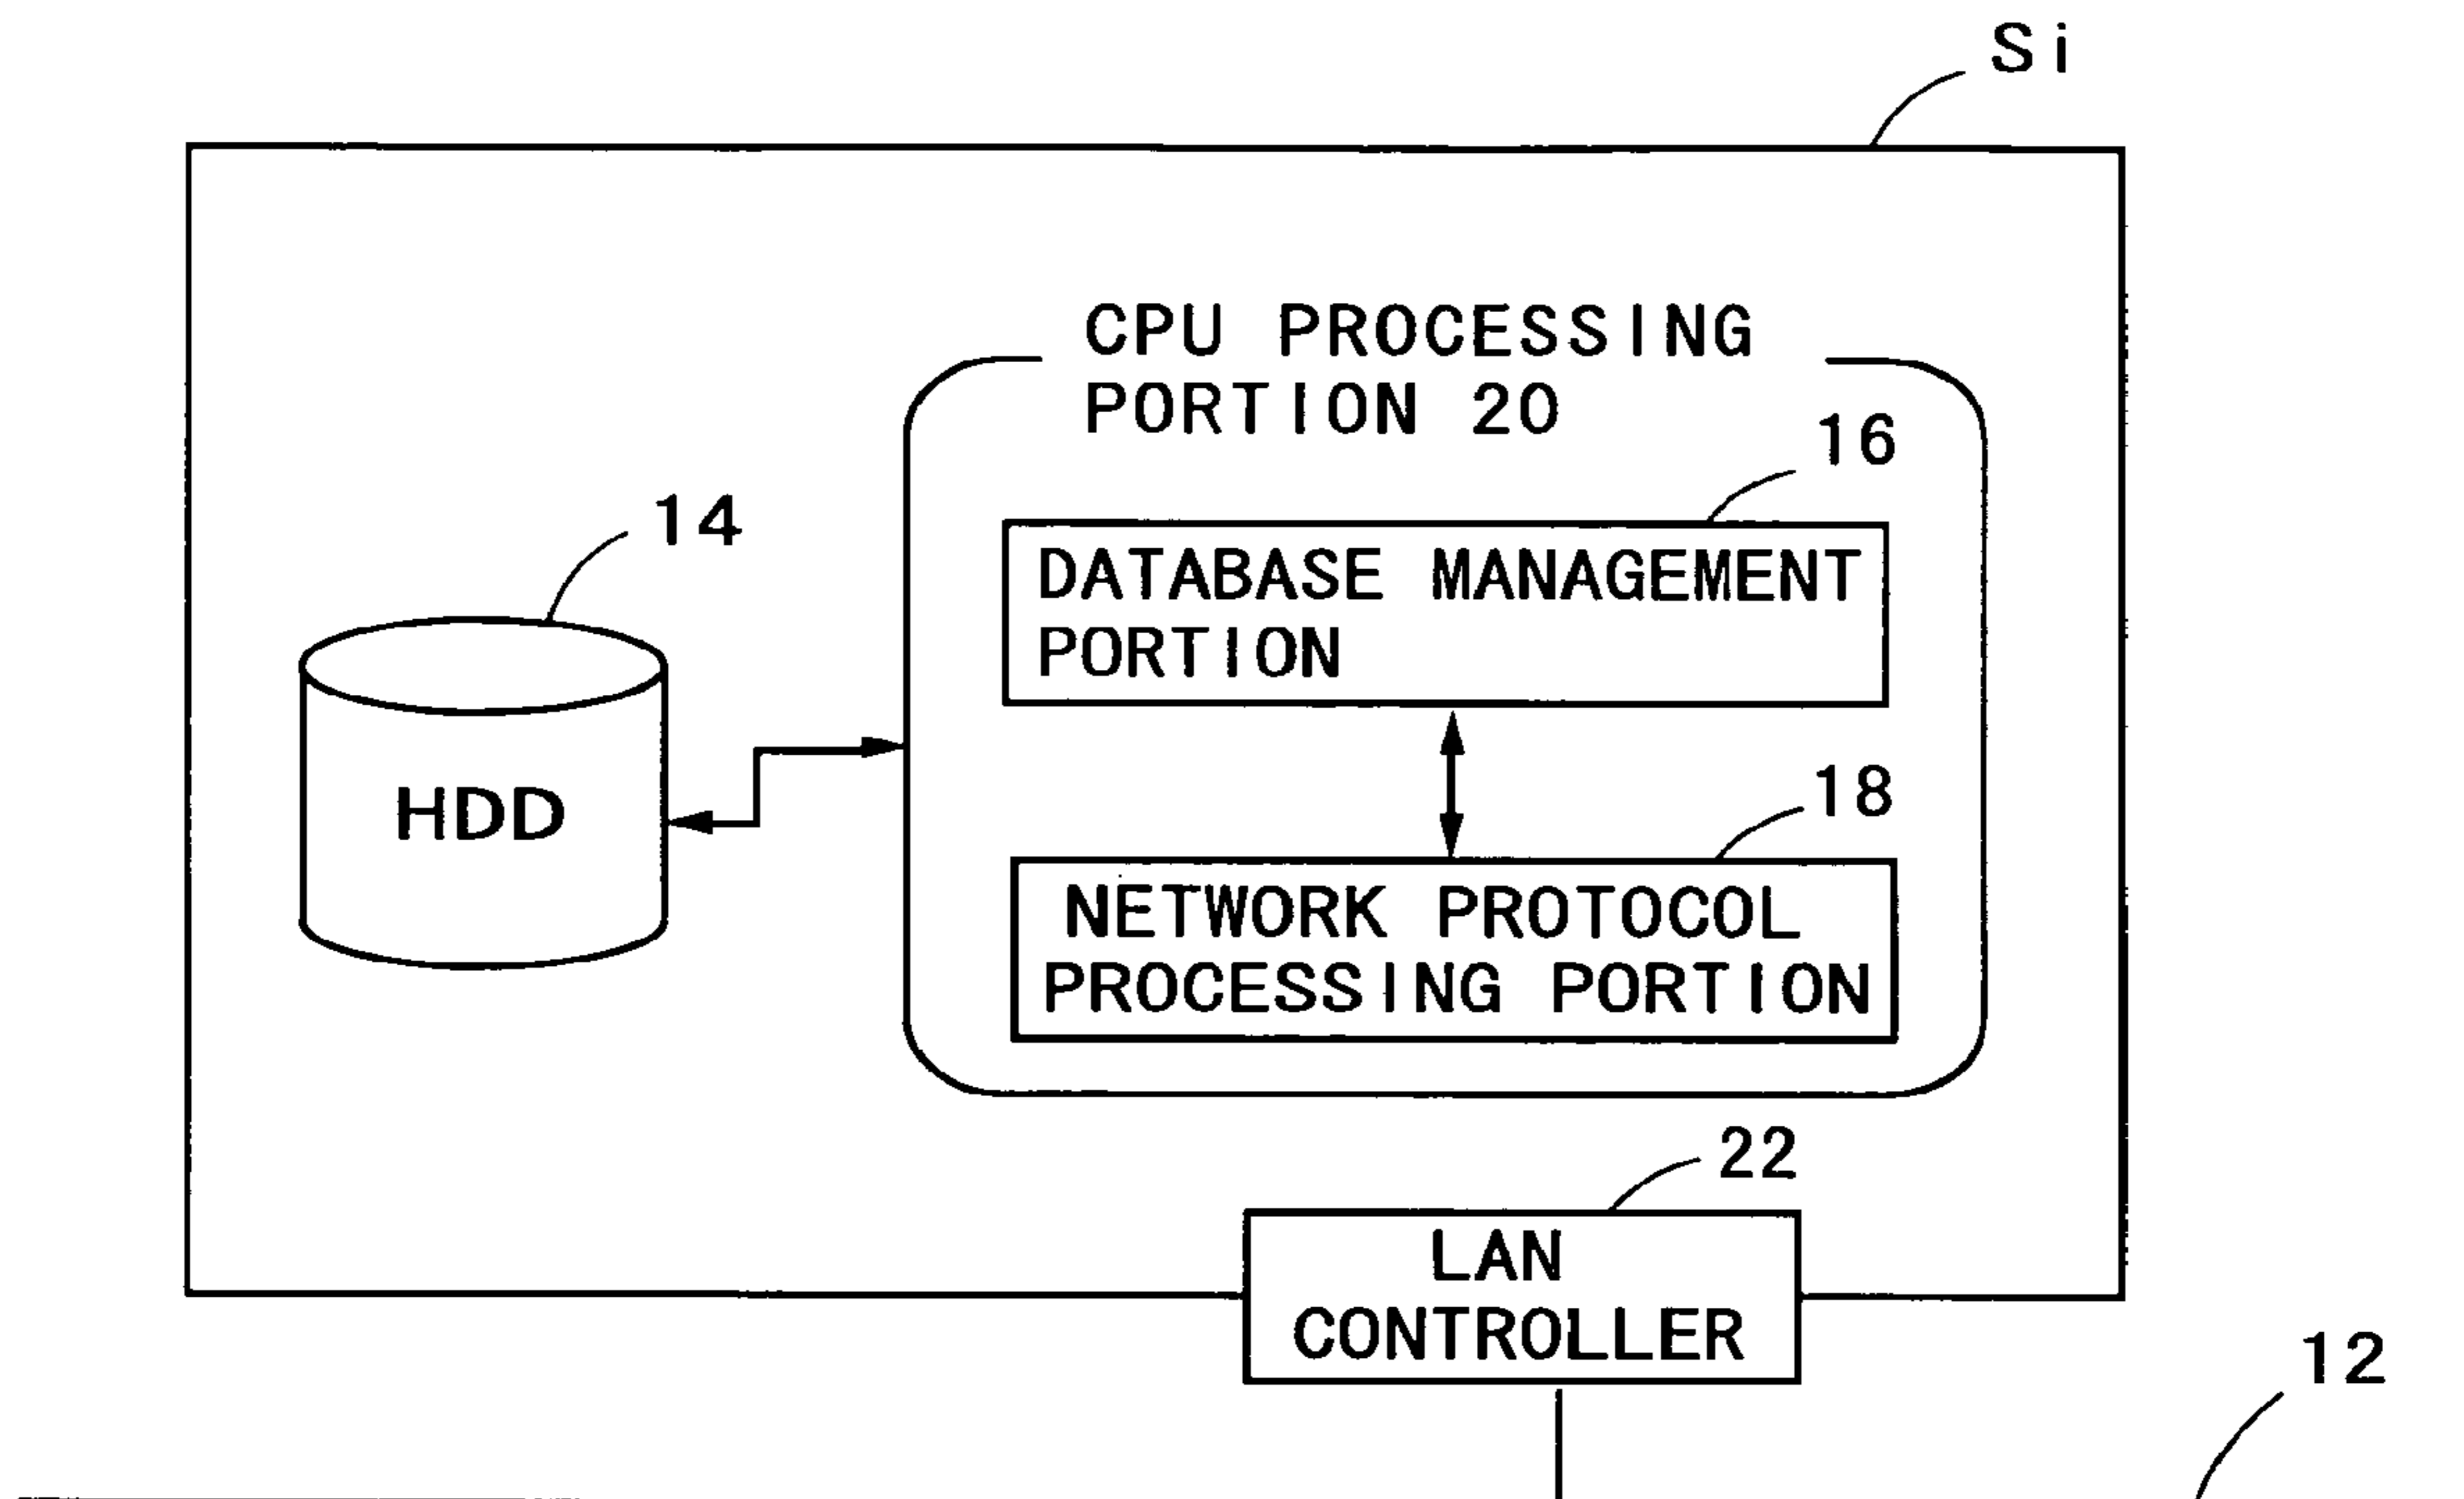 Si
CPU PROCESSING
PORTION 20
16
14
DATABASE MANAGEMENT
PORTION
HDD
18
NETWORK PROTOCOL
PROCESSING PORTION
22
LAN
CONTROLLER
12